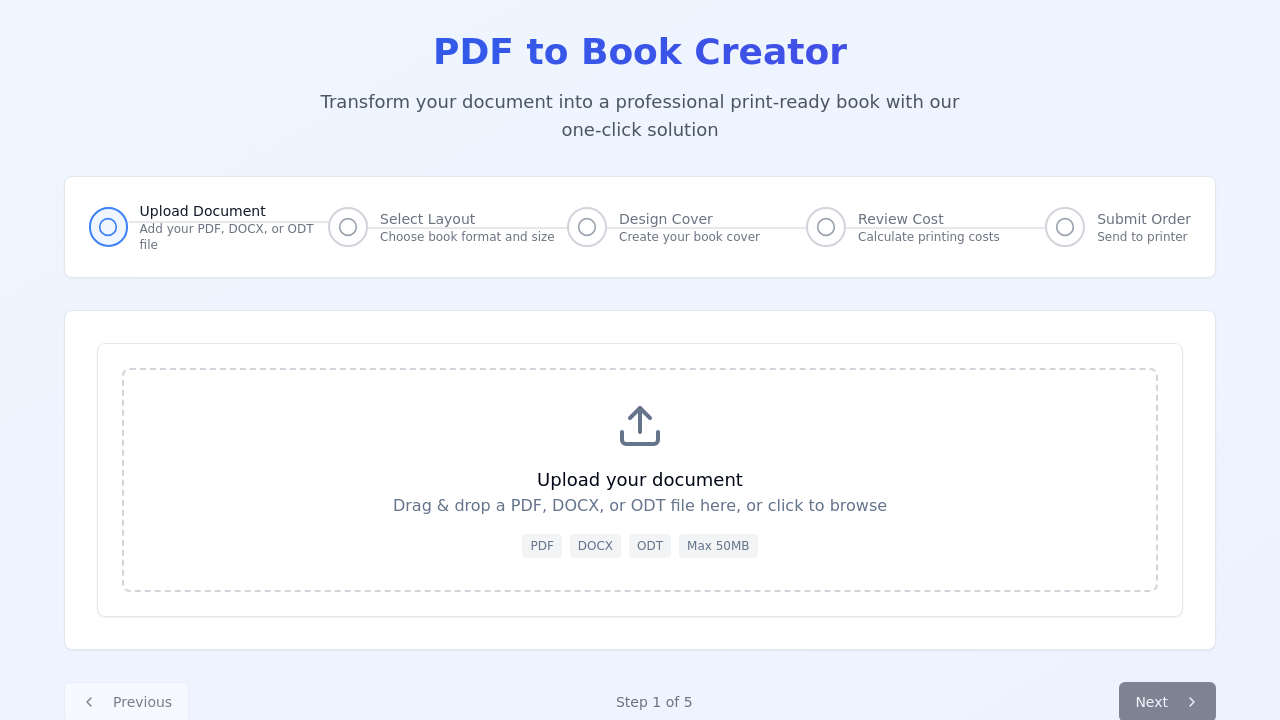 PDF to Book Creator
Transform your document into a professional print-ready book with our
one-click solution
Upload Document
Add your PDF, DOCX, or ODT
file
Select Layout
Choose book format and size
Design Cover
Create your book cover
Review Cost
Calculate printing costs
Submit Order
Send to printer
Upload your document
Drag & drop a PDF, DOCX, or ODT file here, or click to browse
PDF DOCX ODT Max 50MB
Previous
Step 1 of 5
Next